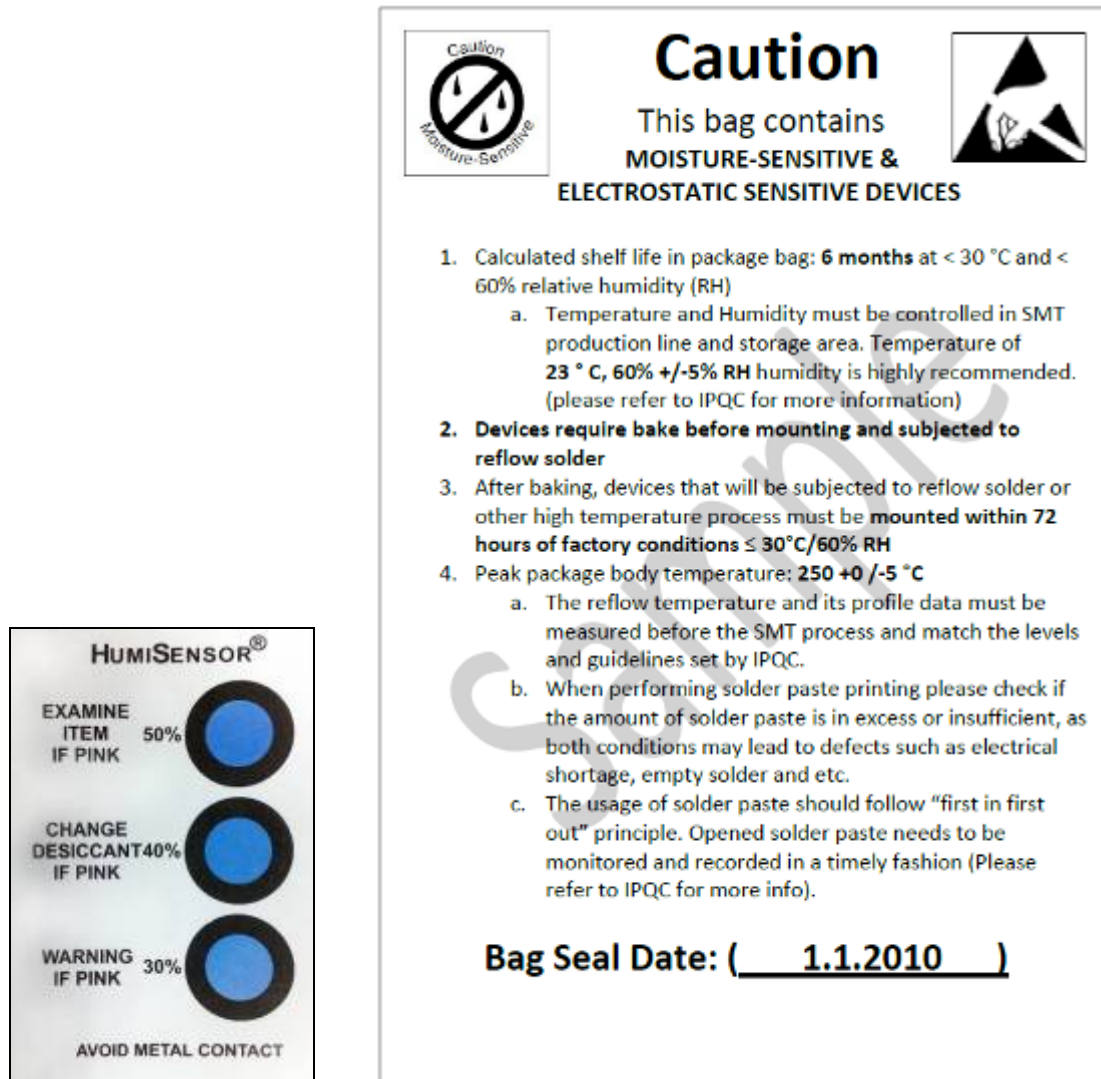 HUMISENSOR®
EXAMINE
ITEM 50%
IF PINK
CHANGE
DESICCANT 40%
IF PINK
WARNING 30%
IF PINK
AVOID METAL CONTACT
Caution
Moisture-Sensitive
Caution
This bag contains
MOISTURE-SENSITIVE &
ELECTROSTATIC SENSITIVE DEVICES
1. Calculated shelf life in package bag: 6 months at < 30 °C and <
60% relative humidity (RH)
a. Temperature and Humidity must be controlled in SMT
production line and storage area. Temperature of
23 ° C, 60% +/-5% RH humidity is highly recommended.
(please refer to IPQC for more information)
2. Devices require bake before mounting and subjected to
reflow solder
3. After baking, devices that will be subjected to reflow solder or
other high temperature process must be mounted within 72
hours of factory conditions ≤ 30°C/60% RH
4. Peak package body temperature: 250 +0 /-5 °C
a. The reflow temperature and its profile data must be
measured before the SMT process and match the levels
and guidelines set by IPQC.
b. When performing solder paste printing please check if
the amount of solder paste is in excess or insufficient, as
both conditions may lead to defects such as electrical
shortage, empty solder and etc.
c. The usage of solder paste should follow “first in first
out” principle. Opened solder paste needs to be
monitored and recorded in a timely fashion (Please
refer to IPQC for more info).
Bag Seal Date: ( 1.1.2010 )
Sample